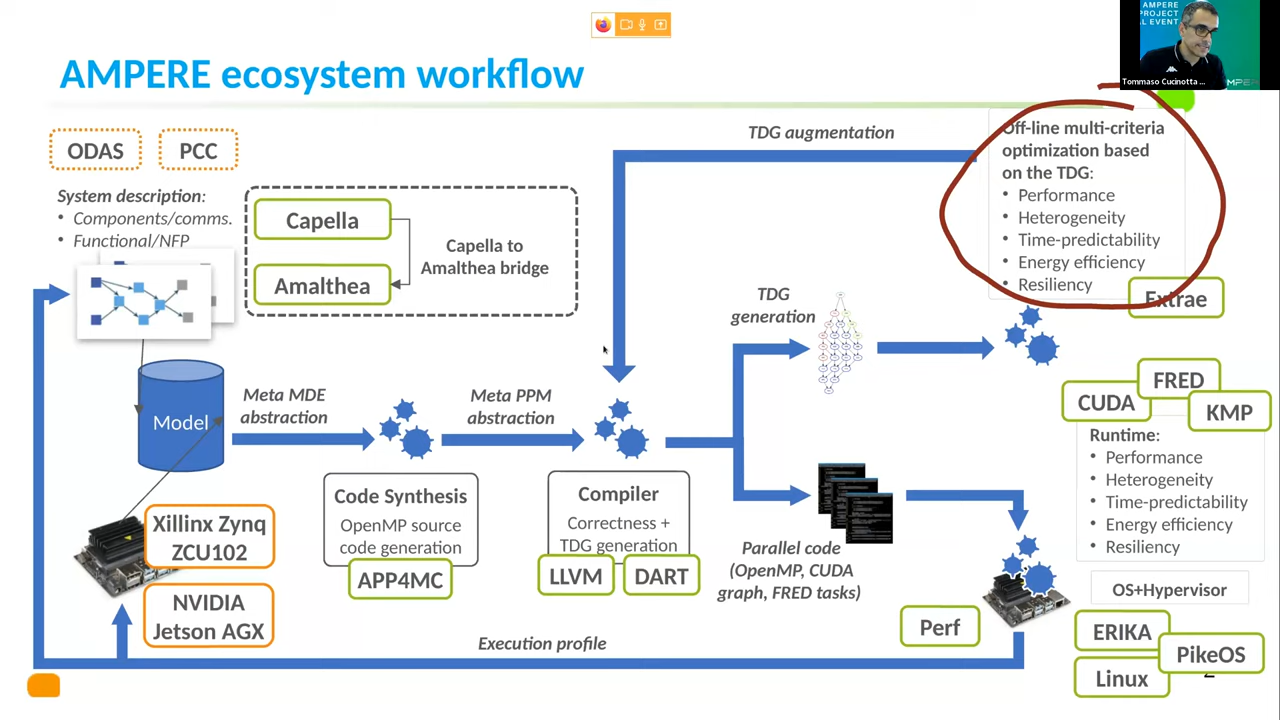 AMPERE ecosystem workflow
AMPERE
PROJECT
AL EVENT
Tommaso Cucinotta ...
ODAS
PCC
System description:
• Components/comms.
• Functional/NFP
Capella
Amalthea
Capella to
Amalthea bridge
TDG augmentation
Off-line multi-criteria
optimization based
on the TDG:
• Performance
• Heterogeneity
• Time-predictability
• Energy efficiency
• Resiliency
Extrae
TDG
generation
Model
Meta MDE
abstraction
Meta PPM
abstraction
Code Synthesis
OpenMP source
code generation
APP4MC
Compiler
Correctness +
TDG generation
LLVM
DART
Parallel code
(OpenMP, CUDA
graph, FRED tasks)
CUDA
FRED
KMP
Runtime:
• Performance
• Heterogeneity
• Time-predictability
• Energy efficiency
• Resiliency
Xillinx Zynq
ZCU102
NVIDIA
Jetson AGX
Execution profile
Perf
OS+Hypervisor
ERIKA
PikeOS
Linux
2